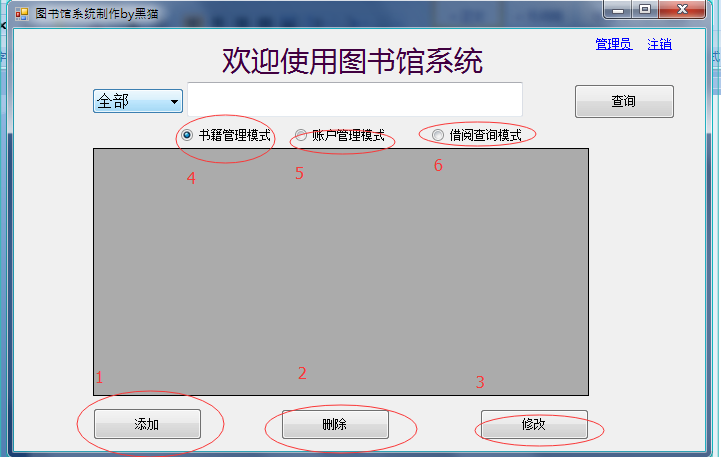 图书馆系统制作by黑猫
管理员 注销
欢迎使用图书馆系统
全部 查询
书籍管理模式 账户管理模式 借阅查询模式
4 5 6
1 2 3
添加 删除 修改